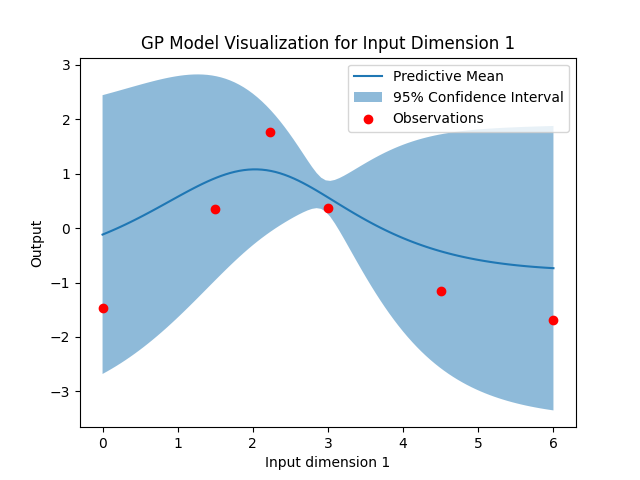 GP Model Visualization for Input Dimension 1
Predictive Mean
95% Confidence Interval
Observations
3
2
1
0
−1
−2
−3
Output
0 1 2 3 4 5 6
Input dimension 1